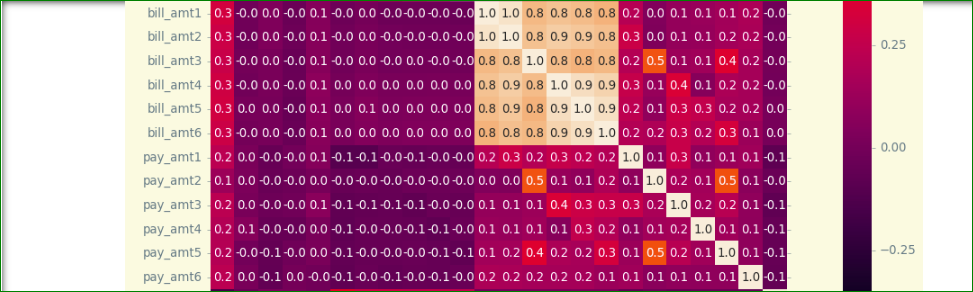 bill_amt1 0.3 -0.0 0.0 -0.0 0.1 -0.0 0.0 -0.0 -0.0 -0.0 -0.0 1.0 1.0 0.8 0.8 0.8 0.8 0.2 0.0 0.1 0.1 0.1 0.2 -0.0
bill_amt2 0.3 -0.0 0.0 -0.0 0.1 -0.0 0.0 -0.0 -0.0 -0.0 -0.0 1.0 1.0 0.8 0.9 0.9 0.8 0.3 0.0 0.1 0.1 0.2 0.2 -0.0
0.25
bill_amt3 0.3 -0.0 0.0 -0.0 0.1 -0.0 0.0 -0.0 -0.0 -0.0 -0.0 0.8 0.8 1.0 0.8 0.8 0.8 0.2 0.5 0.1 0.1 0.4 0.2 -0.0
bill_amt4 0.3 -0.0 0.0 -0.0 0.1 -0.0 0.0 0.0 0.0 0.0 -0.0 0.8 0.9 0.8 1.0 0.9 0.9 0.3 0.1 0.4 0.1 0.2 0.2 -0.0
bill_amt5 0.3 0.0 0.0 -0.0 0.1 0.0 0.1 0.0 0.0 0.0 0.0 0.8 0.9 0.8 0.9 1.0 0.9 0.2 0.1 0.3 0.3 0.2 0.2 -0.0
bill_amt6 0.3 -0.0 0.0 -0.0 0.1 0.0 0.0 0.0 0.0 0.0 0.0 0.8 0.8 0.8 0.9 0.9 1.0 0.2 0.2 0.3 0.2 0.3 0.1 0.0
0.00
pay_amt1 0.2 0.0 -0.0 -0.0 0.1 -0.1 -0.1 -0.0 -0.1 -0.0 -0.0 0.2 0.3 0.2 0.3 0.2 0.2 1.0 0.1 0.3 0.1 0.1 0.1 -0.1
pay_amt2 0.1 0.0 -0.0 -0.0 0.0 -0.0 -0.0 -0.0 -0.0 -0.0 -0.0 0.0 0.0 0.5 0.1 0.1 0.2 0.1 1.0 0.2 0.1 0.5 0.1 -0.0
pay_amt3 0.2 0.0 -0.0 -0.0 0.1 -0.1 -0.1 -0.1 -0.1 -0.0 -0.0 0.1 0.1 0.1 0.4 0.3 0.3 0.3 0.2 1.0 0.2 0.2 0.1 -0.1
pay_amt4 0.2 0.1 -0.0 -0.0 0.0 -0.1 -0.0 -0.1 -0.0 -0.1 -0.0 0.1 0.1 0.1 0.1 0.3 0.2 0.1 0.1 0.2 1.0 0.1 0.1 -0.1
pay_amt5 0.2 -0.0 -0.1 -0.0 0.0 -0.1 -0.0 -0.0 -0.0 -0.1 -0.1 0.1 0.2 0.4 0.2 0.2 0.3 0.1 0.5 0.2 0.1 1.0 0.1 -0.1
−0.25
pay_amt6 0.2 0.0 -0.1 0.0 -0.0 -0.1 -0.0 -0.1 -0.0 -0.1 -0.0 0.2 0.2 0.2 0.2 0.2 0.1 0.1 0.1 0.1 0.1 0.1 1.0 -0.1